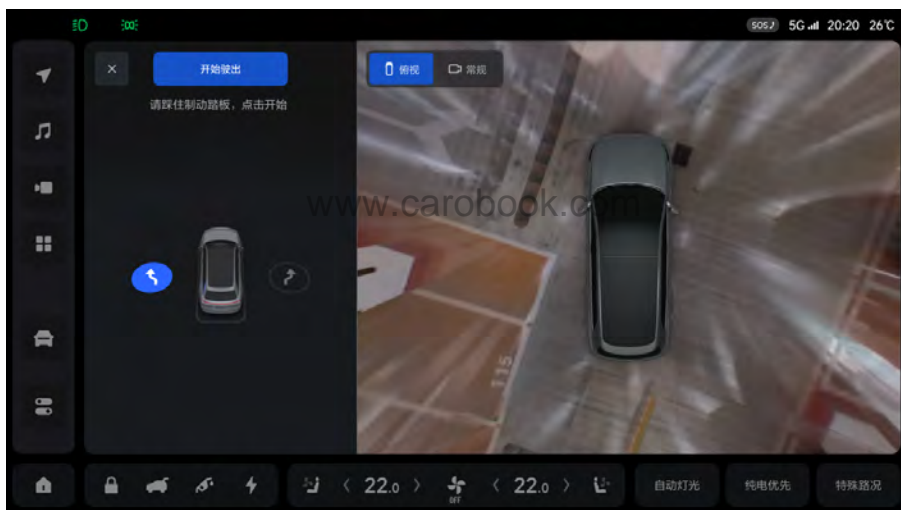 SOS 5G 20:20 26℃
开始驶出
请踩住制动踏板,点击开始
俯视 常规
www.carobook.com
115
22.0 OFF 22.0 自动灯光 纯电优先 特殊路况